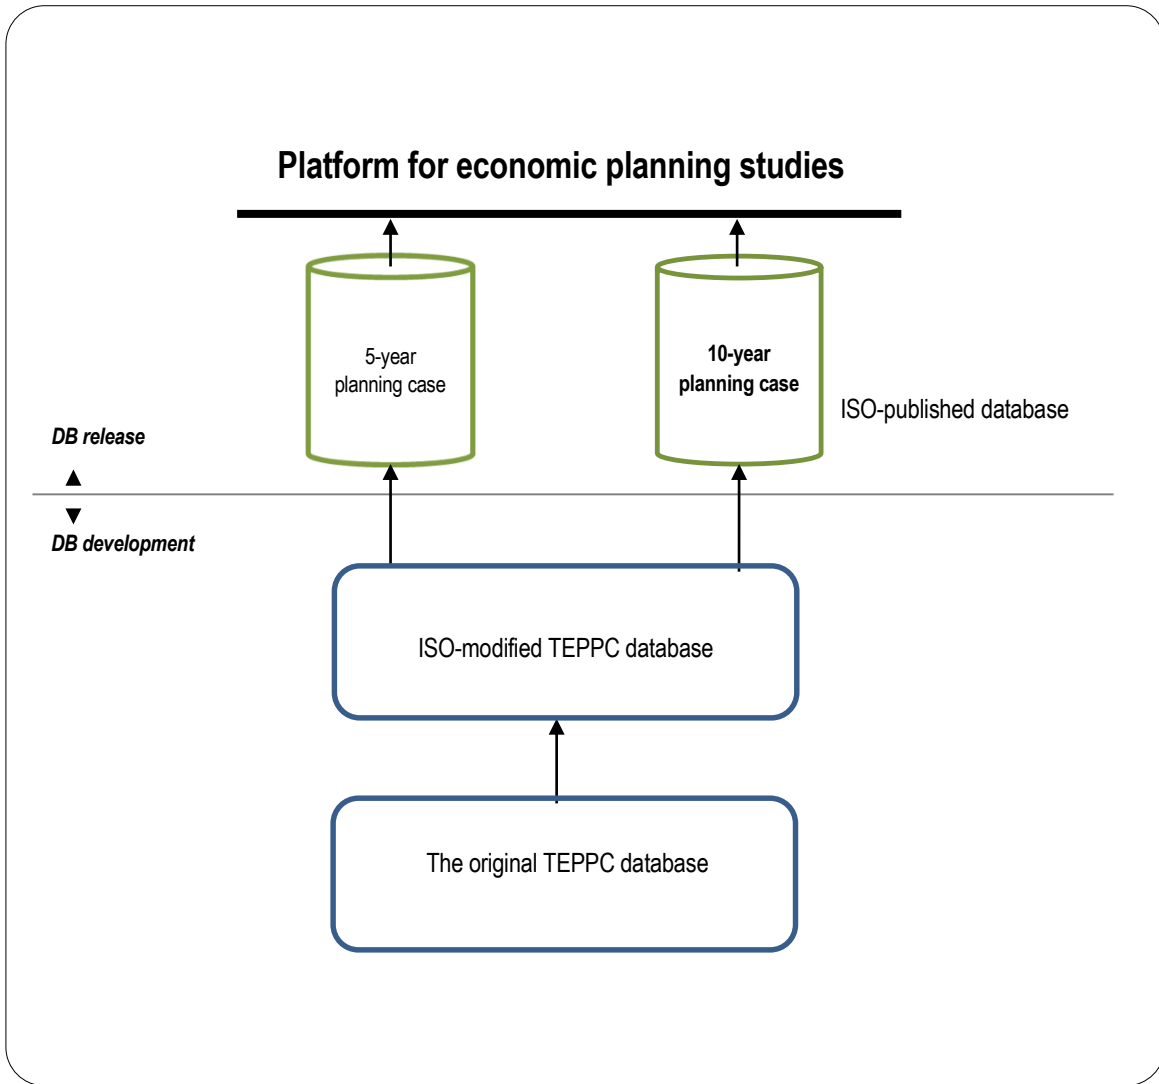 Platform for economic planning studies
5-year
planning case
10-year
planning case
ISO-published database
DB release
DB development
ISO-modified TEPPC database
The original TEPPC database